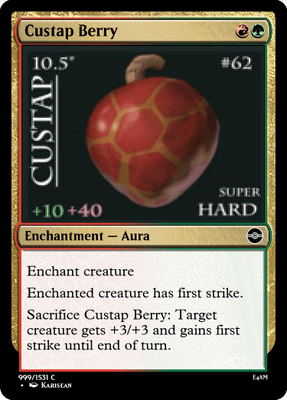 Custap Berry
10.5" #62
CUSTAP
SUPER
HARD
+10 +40
Enchantment — Aura
Enchant creature
Enchanted creature has first strike.
Sacrifice Custap Berry: Target
creature gets +3/+3 and gains first
strike until end of turn.
999/1531 C E4AM
• Karisean